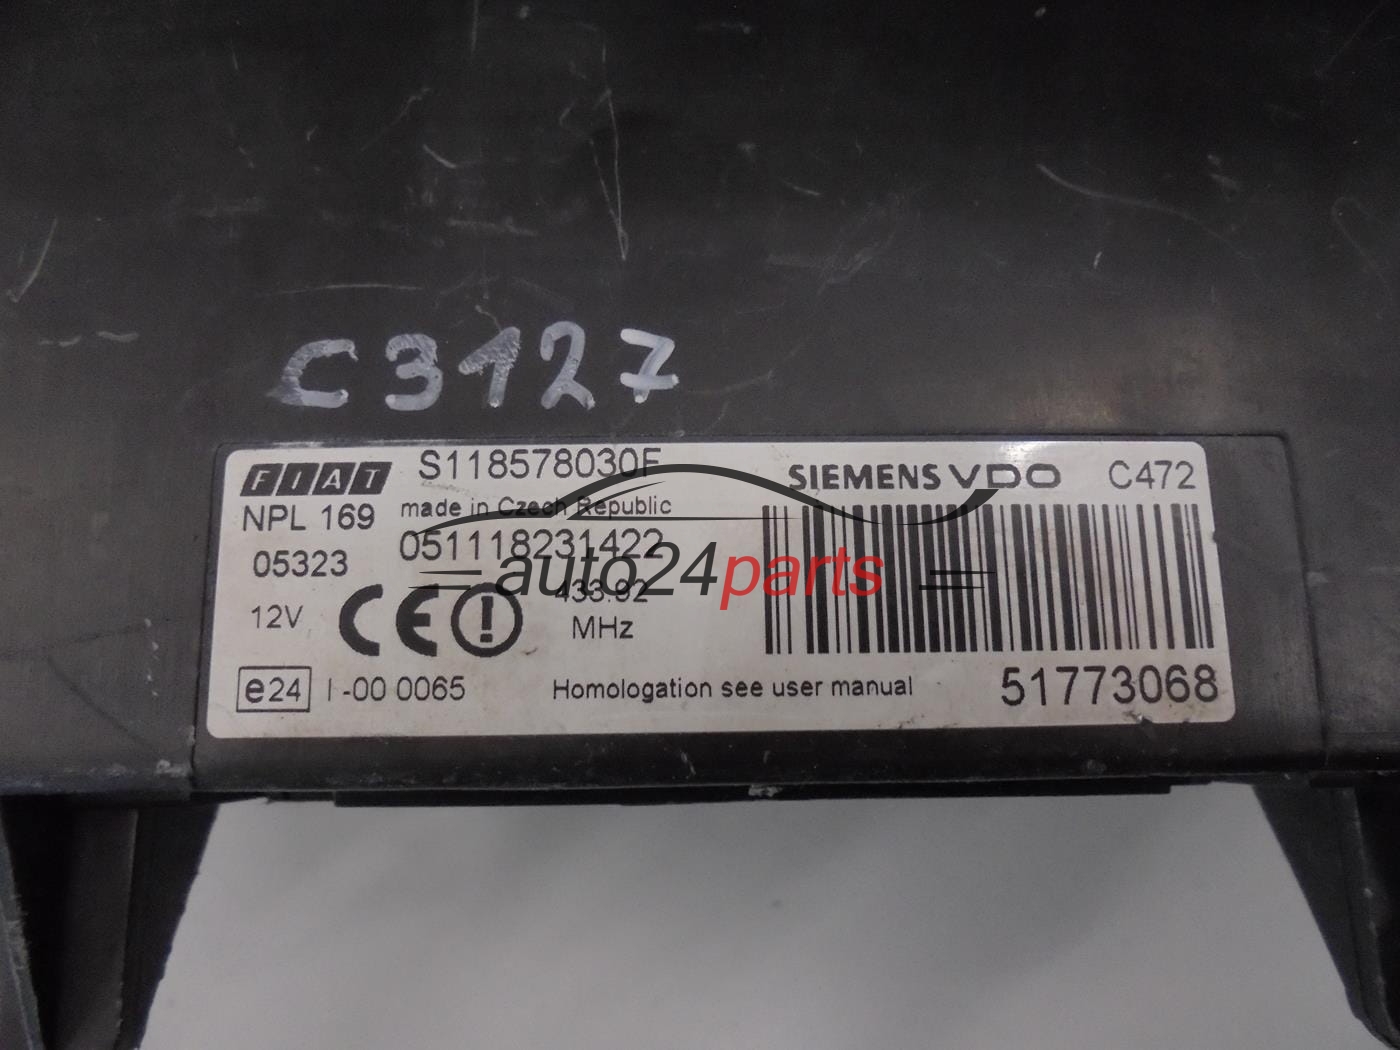 C3127
FIAT S118578030F SIEMENS VDO C472
NPL 169 made in Czech Republic
05323 051118231422
auto24parts
12V CE 433.92
MHz
e24 I -00 0065 Homologation see user manual 51773068